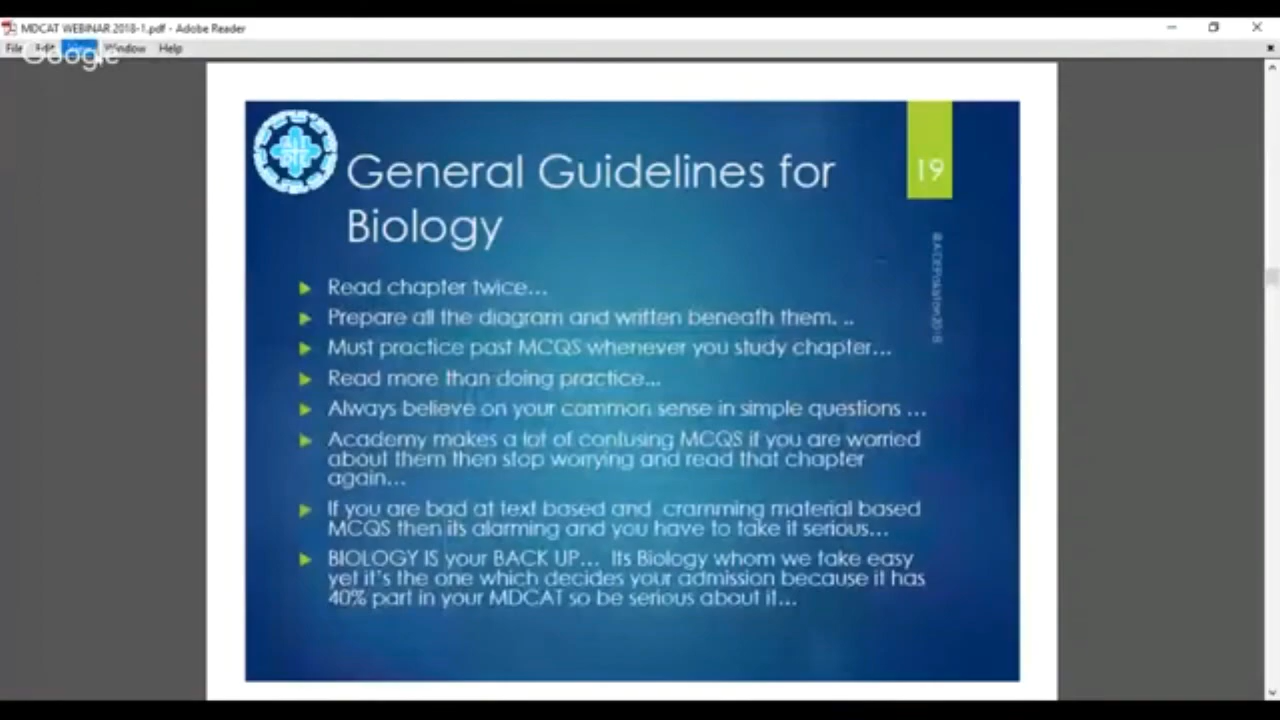 MDCAT WEBINAR 2018-1.pdf - Adobe Reader
File Edit View Window Help
Google
General Guidelines for
Biology
19
Read chapter twice...
Prepare all the diagram and written beneath them. ..
Must practice past MCQS whenever you study chapter...
Read more than doing practice...
Always believe on your common sense in simple questions ...
Academy makes a lot of confusing MCQS if you are worried
about them then stop worrying and read that chapter
again...
If you are bad at text based and cramming material based
MCQS then its alarming and you have to take it serious...
BIOLOGY IS your BACK UP... Its Biology whom we take easy
yet it's the one which decides your admission because it has
40% part in your MDCAT so be serious about it...